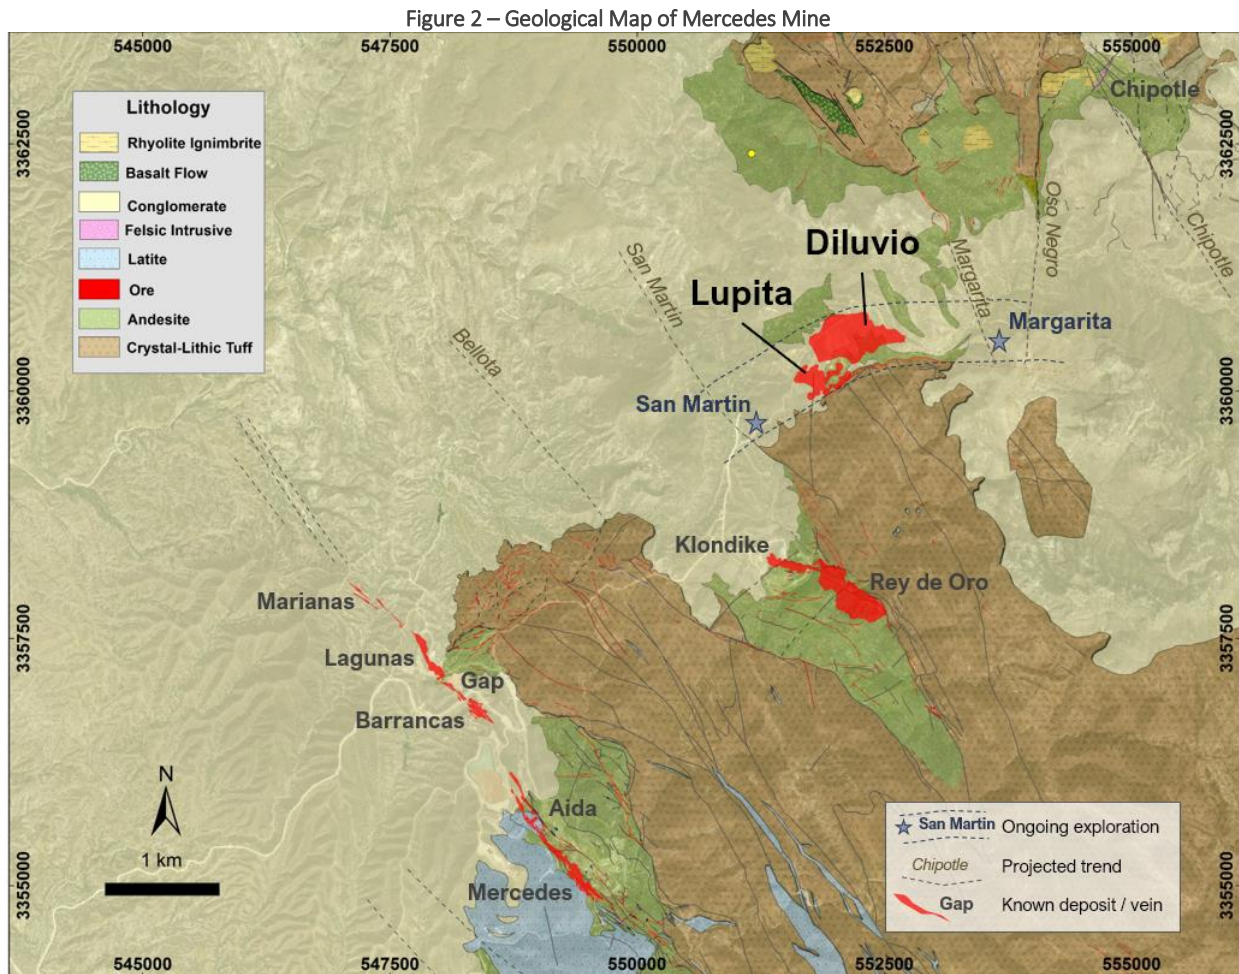 Figure 2 – Geological Map of Mercedes Mine
545000
547500
550000
552500
555000
Lithology
Rhyolite Ignimbrite
Basalt Flow
Conglomerate
Felsic Intrusive
Latite
Ore
Andesite
Crystal-Lithic Tuff
3362500
3362500
Chipotle
Oso Negro
Chipotle
Margarita
San Martin
Diluvio
Lupita
Margarita
Bellota
3360000
3360000
San Martin
Klondike
Rey de Oro
Marianas
3357500
3357500
Lagunas
Gap
Barrancas
Aida
Mercedes
N
1 km
3355000
3355000
San Martin Ongoing exploration
Chipotle Projected trend
Gap Known deposit / vein
545000
547500
550000
552500
555000